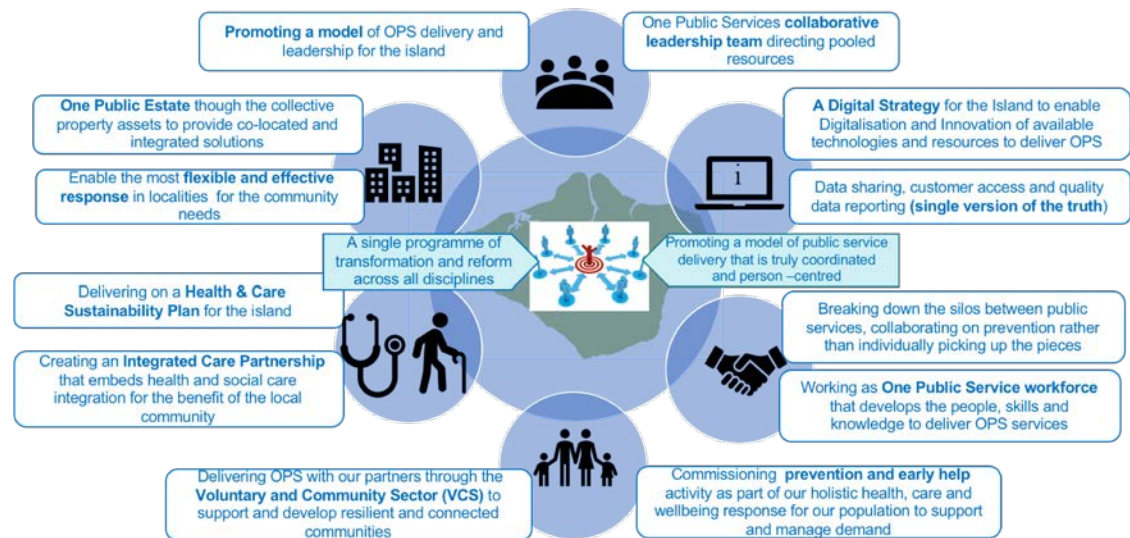 Promoting a model of OPS delivery and
leadership for the island
One Public Services collaborative
leadership team directing pooled
resources
One Public Estate though the collective
property assets to provide co-located and
integrated solutions
A Digital Strategy for the Island to enable
Digitalisation and Innovation of available
technologies and resources to deliver OPS
Enable the most flexible and effective
response in localities for the community
needs
i
Data sharing, customer access and quality
data reporting (single version of the truth)
A single programme of
transformation and reform
across all disciplines
Promoting a model of public service
delivery that is truly coordinated
and person –centred
Delivering on a Health & Care
Sustainability Plan for the island
Breaking down the silos between public
services, collaborating on prevention rather
than individually picking up the pieces
Creating an Integrated Care Partnership
that embeds health and social care
integration for the benefit of the local
community
Working as One Public Service workforce
that develops the people, skills and
knowledge to deliver OPS services
Delivering OPS with our partners through the
Voluntary and Community Sector (VCS) to
support and develop resilient and connected
communities
Commissioning prevention and early help
activity as part of our holistic health, care and
wellbeing response for our population to support
and manage demand